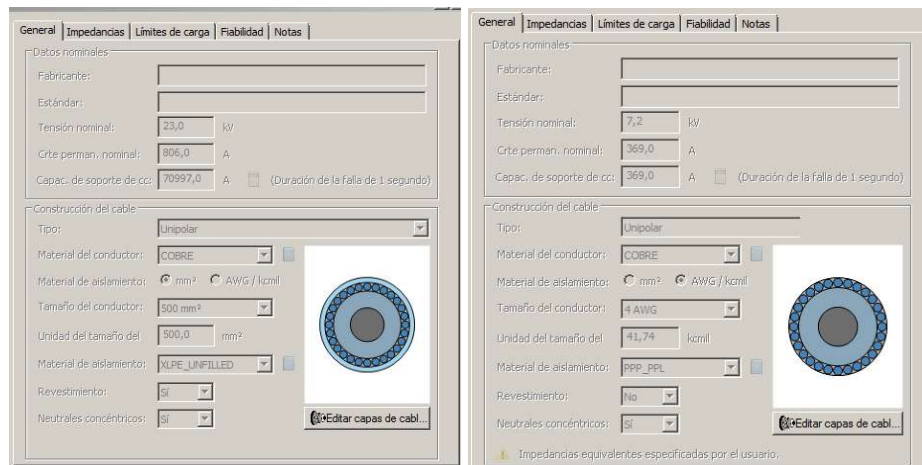 General Impedancias Límites de carga Fiabilidad Notas
Datos nominales
Fabricante:
Estándar:
Tensión nominal: 23,0 kV
Crte perman. nominal: 806,0 A
Capac. de soporte de cc: 70997,0 A (Duración de la falla de 1 segundo)
Construcción del cable
Tipo: Unipolar
Material del conductor: COBRE
Material de aislamiento: mm² AWG / kcmil
Tamaño del conductor: 500 mm²
Unidad del tamaño del 500,0 mm²
Material de aislamiento: XLPE_UNFILLED
Revestimiento: Sí
Neutrales concéntricos: Sí
Editar capas de cabl...
General Impedancias Límites de carga Fiabilidad Notas
Datos nominales
Fabricante:
Estándar:
Tensión nominal: 7,2 kV
Crte perman. nominal: 369,0 A
Capac. de soporte de cc: 369,0 A (Duración de la falla de 1 segundo)
Construcción del cable
Tipo: Unipolar
Material del conductor: COBRE
Material de aislamiento: mm² AWG / kcmil
Tamaño del conductor: 4 AWG
Unidad del tamaño del 41,74 kcmil
Material de aislamiento: PPP_PPL
Revestimiento: No
Neutrales concéntricos: Sí
Editar capas de cabl...
Impedancias equivalentes especificadas por el usuario.